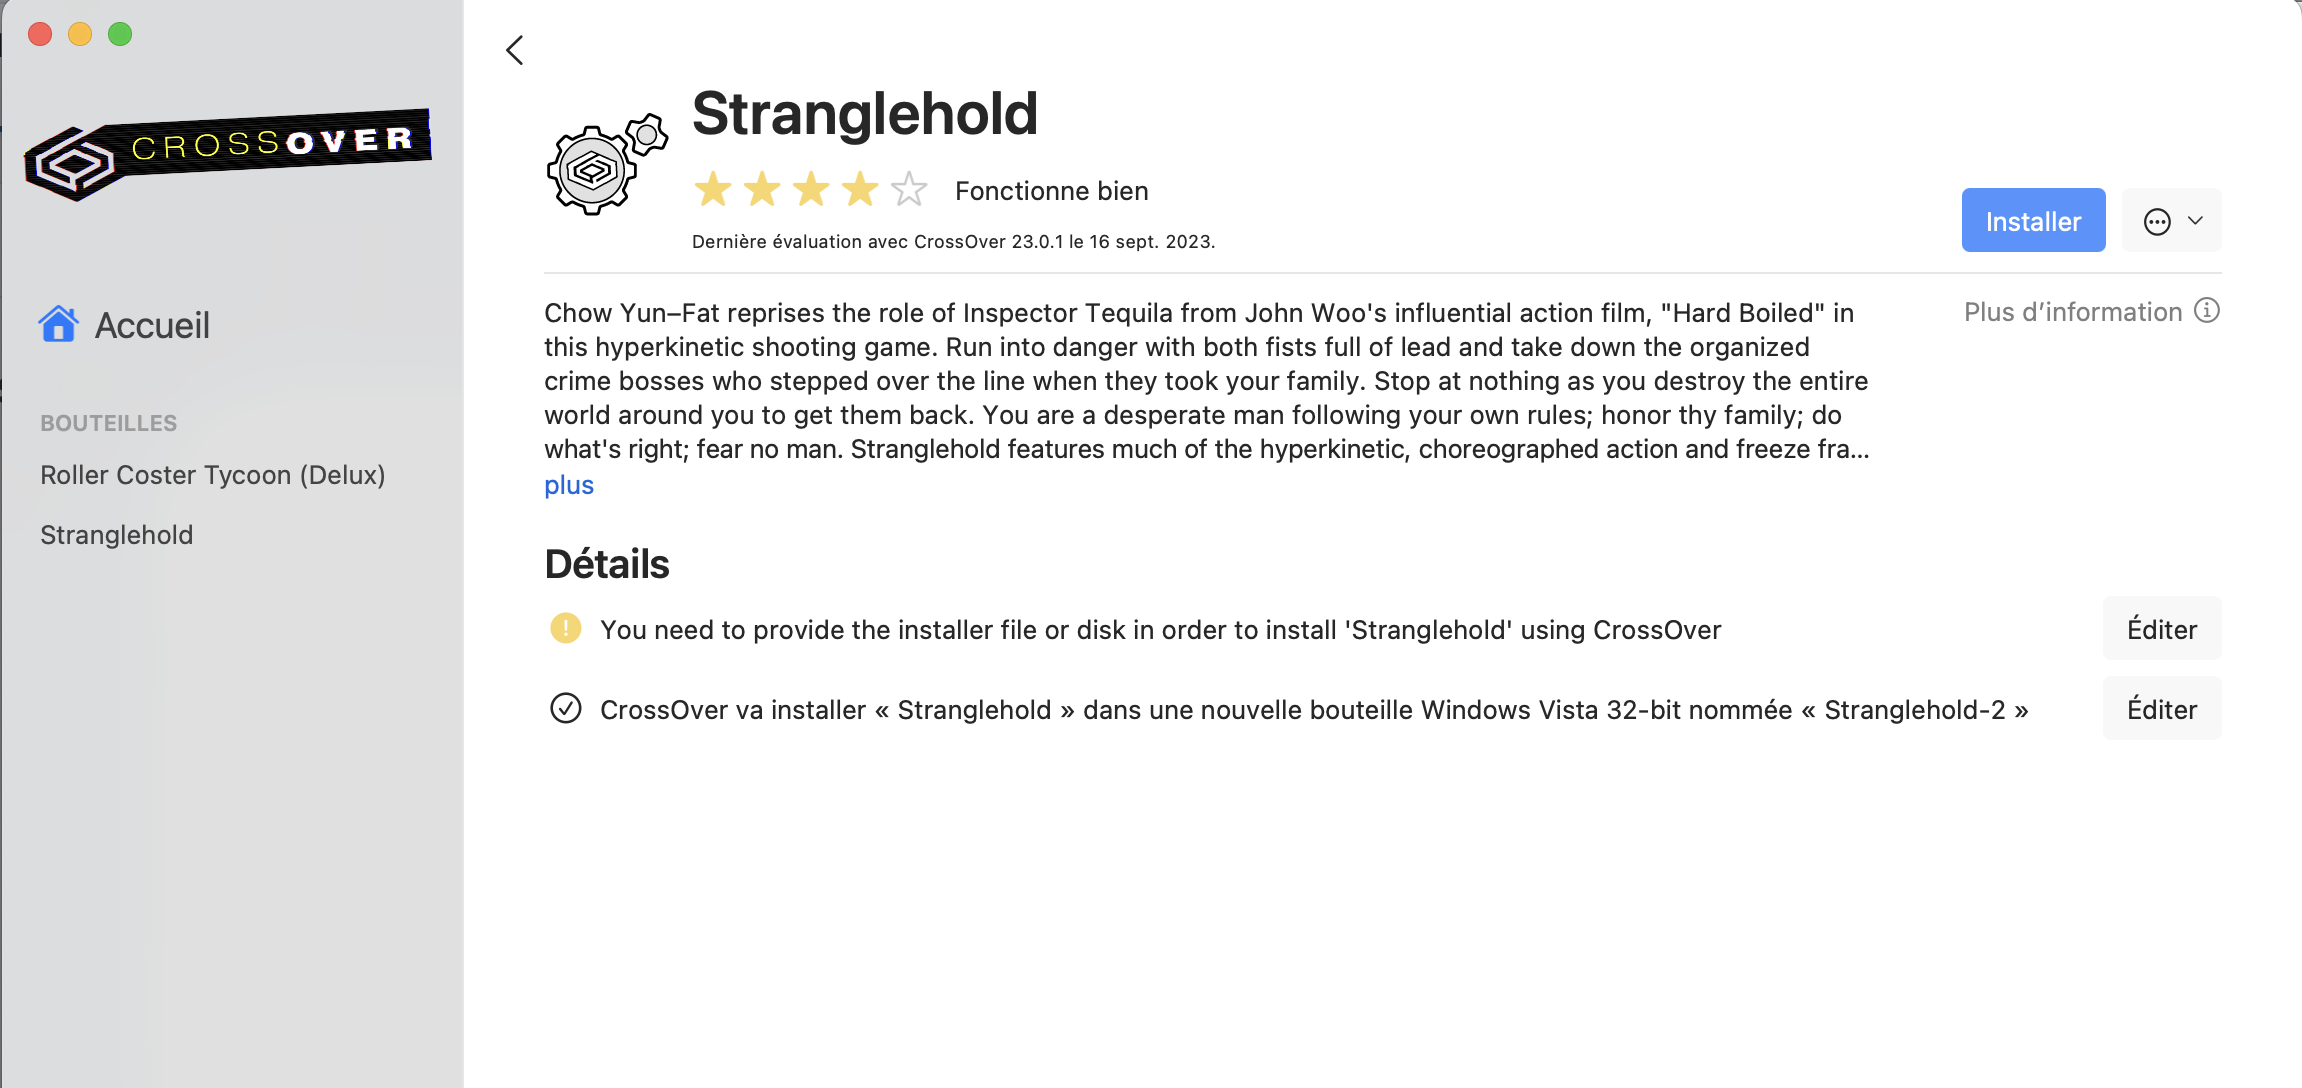 CROSSOVER
Accueil
BOUTEILLES
Roller Coster Tycoon (Delux)
Stranglehold
Stranglehold
Fonctionne bien
Dernière évaluation avec CrossOver 23.0.1 le 16 sept. 2023.
Installer
Chow Yun–Fat reprises the role of Inspector Tequila from John Woo's influential action film, "Hard Boiled" in
this hyperkinetic shooting game. Run into danger with both fists full of lead and take down the organized
crime bosses who stepped over the line when they took your family. Stop at nothing as you destroy the entire
world around you to get them back. You are a desperate man following your own rules; honor thy family; do
what's right; fear no man. Stranglehold features much of the hyperkinetic, choreographed action and freeze fra...
plus
Plus d’information
Détails
You need to provide the installer file or disk in order to install 'Stranglehold' using CrossOver
Éditer
CrossOver va installer « Stranglehold » dans une nouvelle bouteille Windows Vista 32-bit nommée « Stranglehold-2 »
Éditer